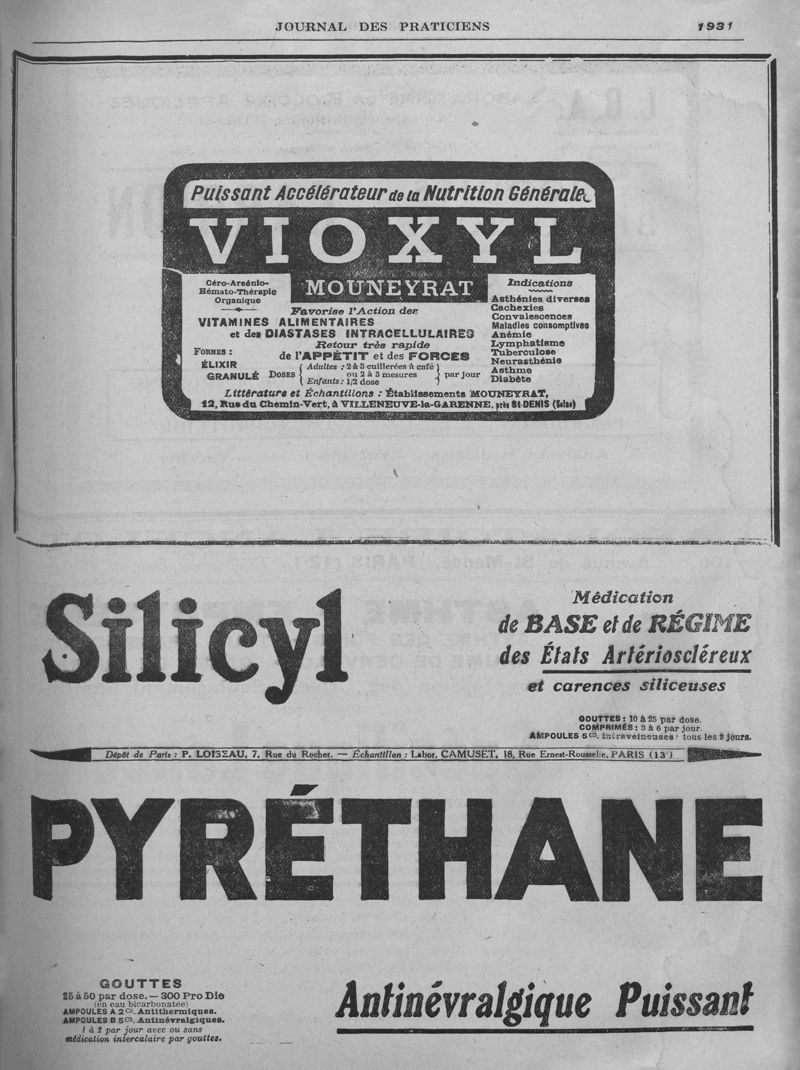 JOURNAL DES PRATICIENS 1931
Puissant Accélérateur de la Nutrition Générale
VIOXYL
MOUNEYRAT
Céro-Arsénio-
Hémato-Thérapie
Organique
Favorise l'Action des
VITAMINES ALIMENTAIRES
et des DIASTASES INTRACELLULAIRES
Retour très rapide
de l'APPÉTIT et des FORCES
FORMES :
ÉLIXIR
GRANULÉ
DOSES
Adultes : 2 à 3 cuillerées à café
ou 2 à 3 mesures
Enfants : 1/2 dose
par jour
Indications
Asthénies diverses
Cachexies
Convalescences
Maladies consomptives
Anémie
Lymphatisme
Tuberculose
Neurasthénie
Asthme
Diabète
Littérature et Échantillons : Établissements MOUNEYRAT,
12, Rue du Chemin-Vert, à VILLENEUVE-la-GARENNE, près St-DENIS (Seine)
Silicyl
Médication
de BASE et de RÉGIME
des États Artérioscléreux
et carences siliceuses
GOUTTES : 10 à 25 par dose.
COMPRIMÉS : 3 à 6 par jour.
AMPOULES 5 cc. intraveineuses : tous les 2 jours.
Dépôt de Paris : P. LOISEAU, 7, Rue du Rocher. — Échantillon : Labor. CAMUSET, 18, Rue Ernest-Rousselle, PARIS (13e)
PYRÉTHANE
GOUTTES
25 à 50 par dose. — 300 Pro Die
(en eau bicarbonatée)
AMPOULES A 2 cc. Antithermiques.
AMPOULES B 5 cc. Antinévralgiques.
1 à 2 par jour avec ou sans
médication intercalaire par gouttes.
Antinévralgique Puissant